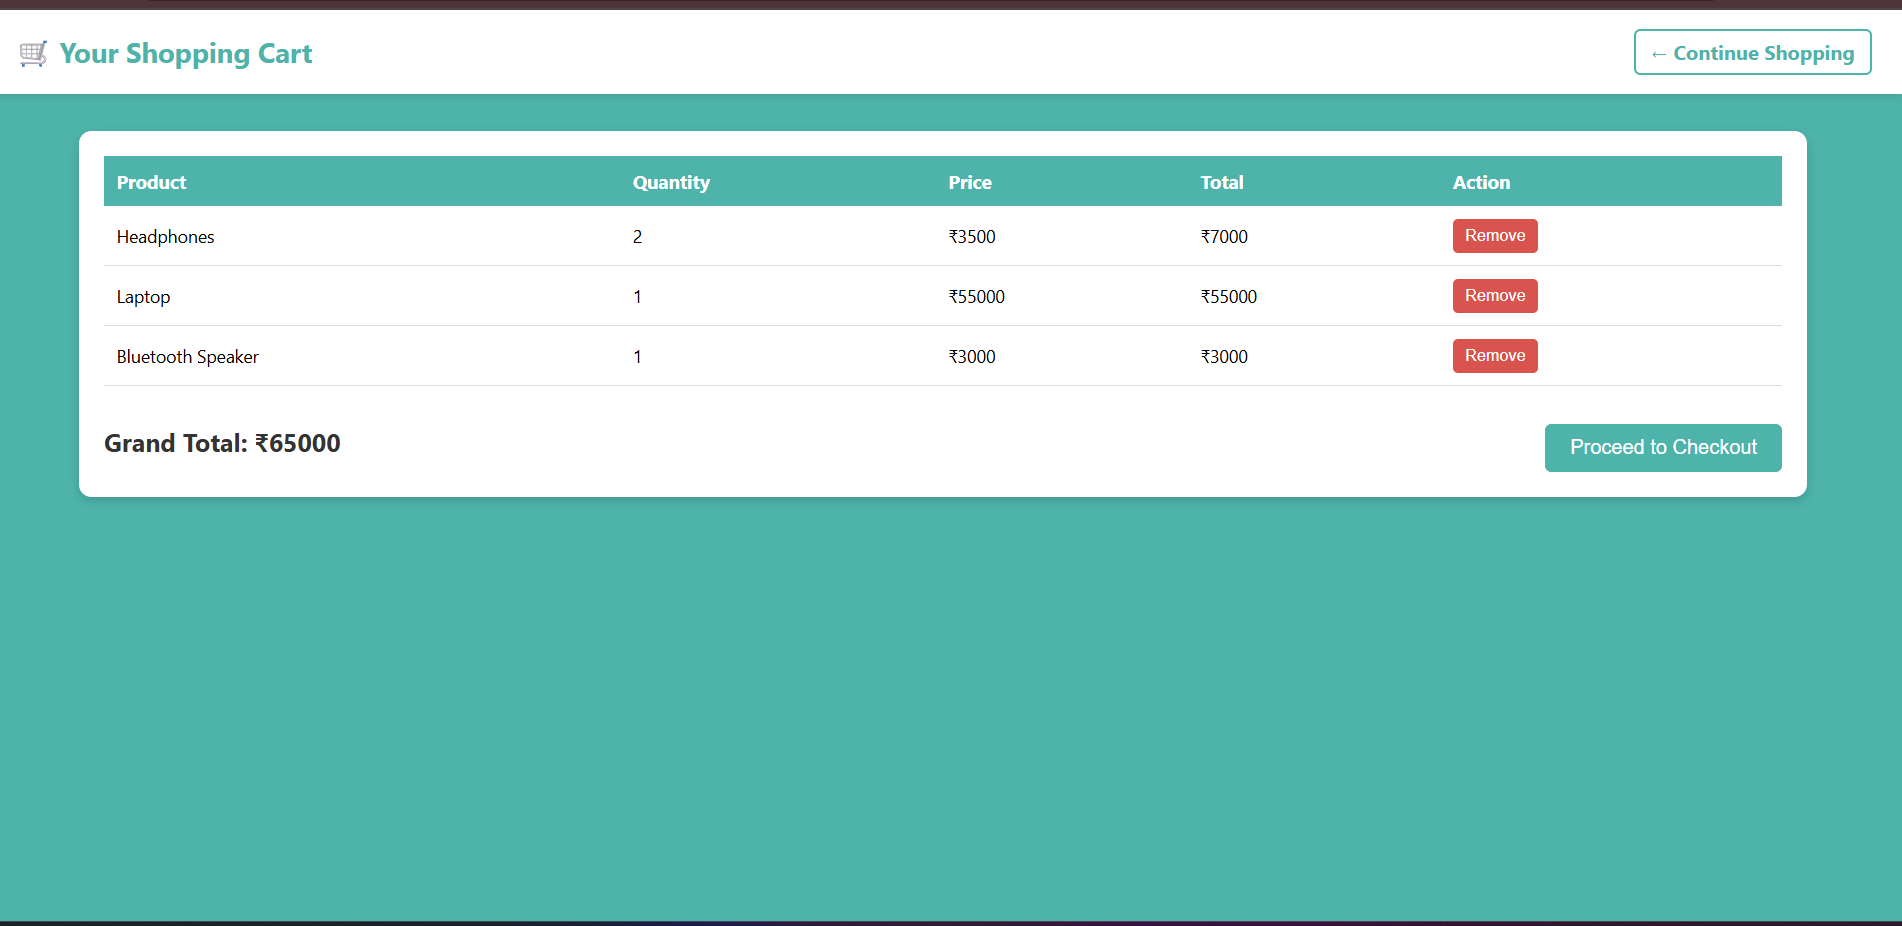 🛒 Your Shopping Cart
← Continue Shopping
Product Quantity Price Total Action
Headphones 2 ₹3500 ₹7000 Remove
Laptop 1 ₹55000 ₹55000 Remove
Bluetooth Speaker 1 ₹3000 ₹3000 Remove
Grand Total: ₹65000
Proceed to Checkout